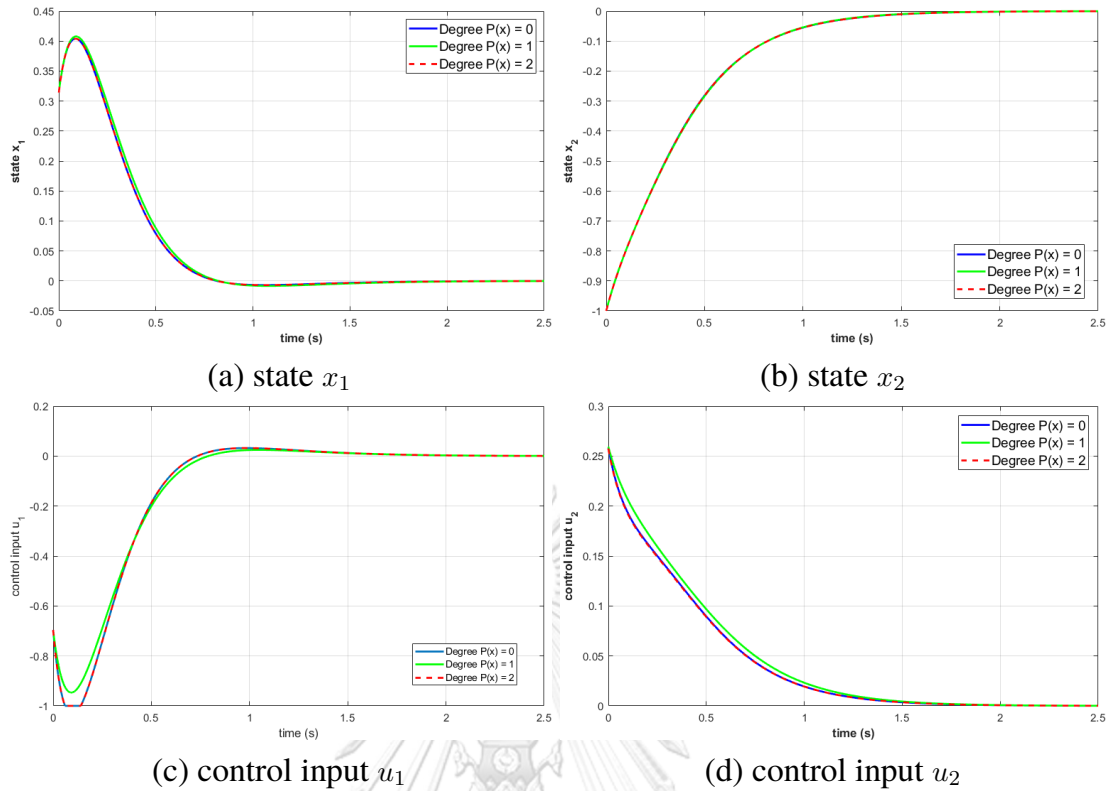 0.45
0.4
0.35
0.3
0.25
0.2
0.15
0.1
0.05
0
-0.05
state x₁
0 0.5 1 1.5 2 2.5
time (s)
Degree P(x) = 0
Degree P(x) = 1
Degree P(x) = 2
(a) state x₁
0
-0.1
-0.2
-0.3
-0.4
-0.5
-0.6
-0.7
-0.8
-0.9
-1
state x₂
0 0.5 1 1.5 2 2.5
time (s)
Degree P(x) = 0
Degree P(x) = 1
Degree P(x) = 2
(b) state x₂
0.2
0
-0.2
-0.4
-0.6
-0.8
-1
control input u₁
0 0.5 1 1.5 2 2.5
time (s)
Degree P(x) = 0
Degree P(x) = 1
Degree P(x) = 2
(c) control input u₁
0.3
0.25
0.2
0.15
0.1
0.05
0
control input u₂
0 0.5 1 1.5 2 2.5
time (s)
Degree P(x) = 0
Degree P(x) = 1
Degree P(x) = 2
(d) control input u₂